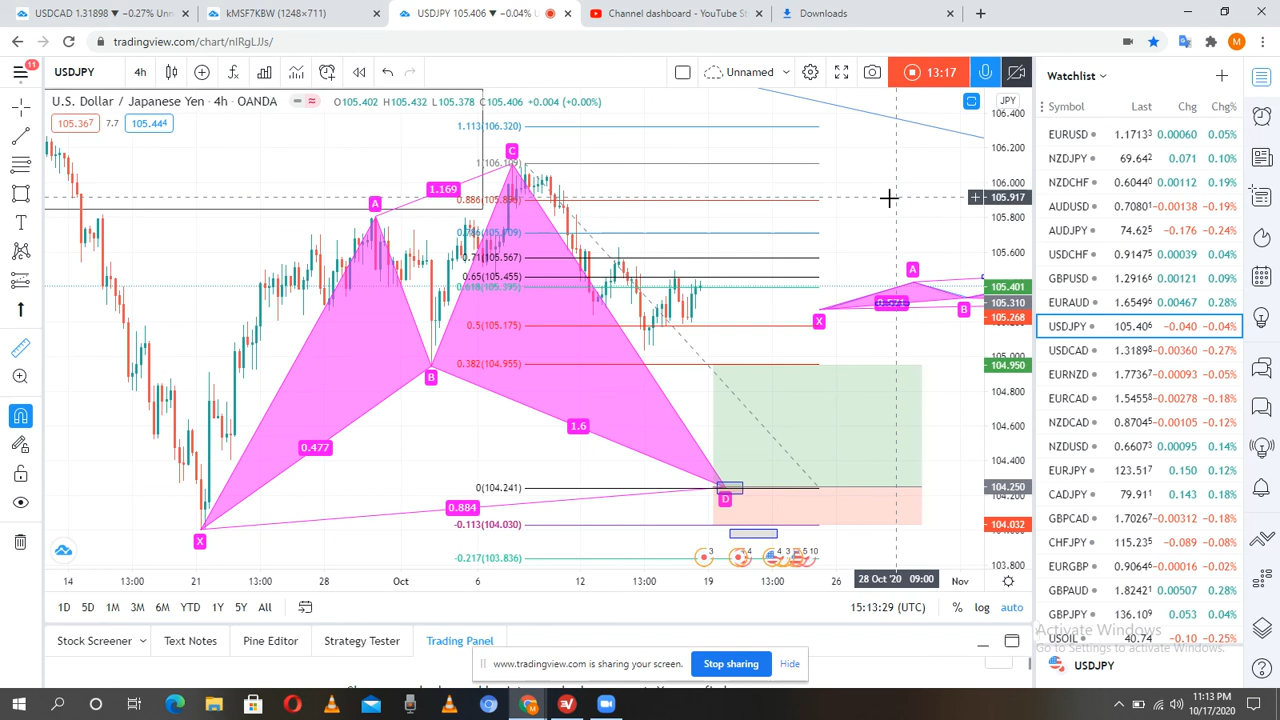 USDCAD 1.31898 ▼ −0.27% Unn
kMSF7KBW (1248×711)
USDJPY 105.406 ▼ −0.04% U
Channel dashboard - YouTube St
Downloads
tradingview.com/chart/nIRgLJJs/
M
11
USDJPY
4h
Unnamed
13:17
Watchlist
U.S. Dollar / Japanese Yen · 4h · OANDA
O105.402 H105.432 L105.378 C105.406 +0.004 (+0.00%)
JPY
105.367
7.7
105.444
Symbol Last Chg Chg%
EURUSD 1.17133 0.00060 0.05%
NZDJPY 69.642 0.071 0.10%
NZDCHF 0.60440 0.00112 0.19%
AUDUSD 0.70801 −0.00138 −0.19%
AUDJPY 74.625 −0.176 −0.24%
USDCHF 0.91475 0.00039 0.04%
GBPUSD 1.29166 0.00121 0.09%
EURAUD 1.65496 0.00467 0.28%
USDJPY 105.406 −0.040 −0.04%
USDCAD 1.31898 −0.00360 −0.27%
EURNZD 1.77367 −0.00093 −0.05%
EURCAD 1.54558 −0.00278 −0.18%
NZDCAD 0.87045 −0.00105 −0.12%
NZDUSD 0.66073 0.00095 0.14%
EURJPY 123.517 0.150 0.12%
CADJPY 79.911 0.143 0.18%
GBPCAD 1.70267 −0.00312 −0.18%
CHFJPY 115.235 −0.089 −0.08%
EURGBP 0.90646 −0.00016 −0.02%
GBPAUD 1.82421 0.00507 0.28%
GBPJPY 136.109 0.053 0.04%
USOIL 40.74 −0.10 −0.25%
Activate Windows
Go to Settings to activate Windows.
USDJPY
1.113(106.320)
0.886(105.895)
0.71(105.567)
0.65(105.455)
0.618(105.395)
0.5(105.175)
0.382(104.955)
0(104.241)
-0.113(104.030)
-0.217(103.836)
X
A
B
C
D
1.169
0.477
1.6
0.884
X
A
B
106.400
106.200
106.000
105.917
105.800
105.600
105.401
105.310
105.268
105.000
104.950
104.800
104.600
104.400
104.250
104.200
104.032
103.800
3
4
4
3
5
10
14 13:00 21 13:00 28 Oct 6 12 13:00 19 13:00 26 28 Oct '20 09:00 Nov
1D 5D 1M 3M 6M YTD 1Y 5Y All
15:13:29 (UTC) % log auto
Stock Screener Text Notes Pine Editor Strategy Tester Trading Panel
www.tradingview.com is sharing your screen.
Stop sharing
Hide
11:13 PM
10/17/2020